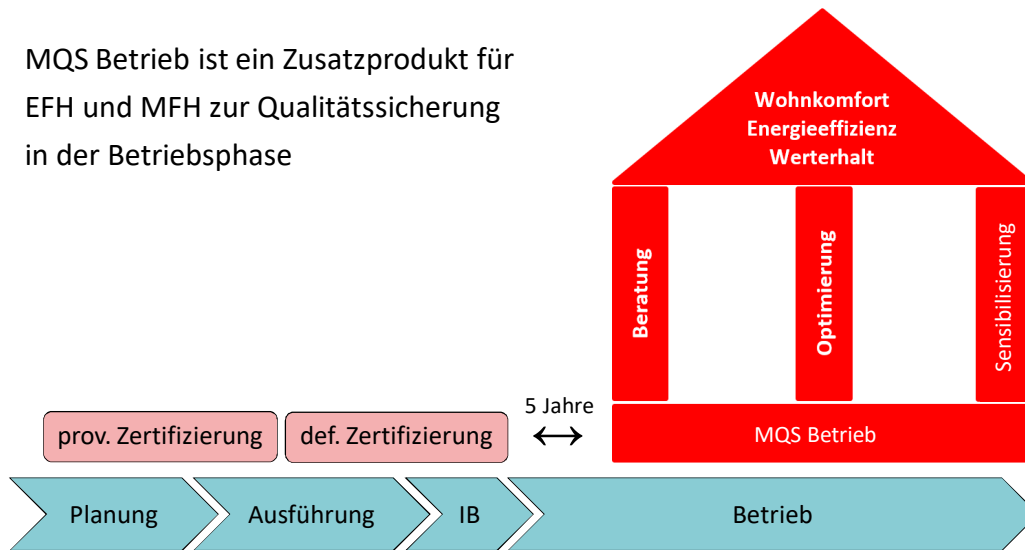 MQS Betrieb ist ein Zusatzprodukt für
EFH und MFH zur Qualitätssicherung
in der Betriebsphase
Wohnkomfort
Energieeffizienz
Werterhalt
Beratung
Optimierung
Sensibilisierung
MQS Betrieb
prov. Zertifizierung
def. Zertifizierung
5 Jahre
Planung
Ausführung
IB
Betrieb